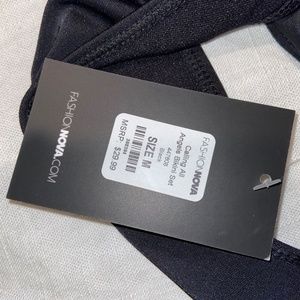 FASHIONNOVA.COM
FASHIONNOVA
Calling All
Angels Bikini Set
Black
SIZE M
MSRP: $29.99